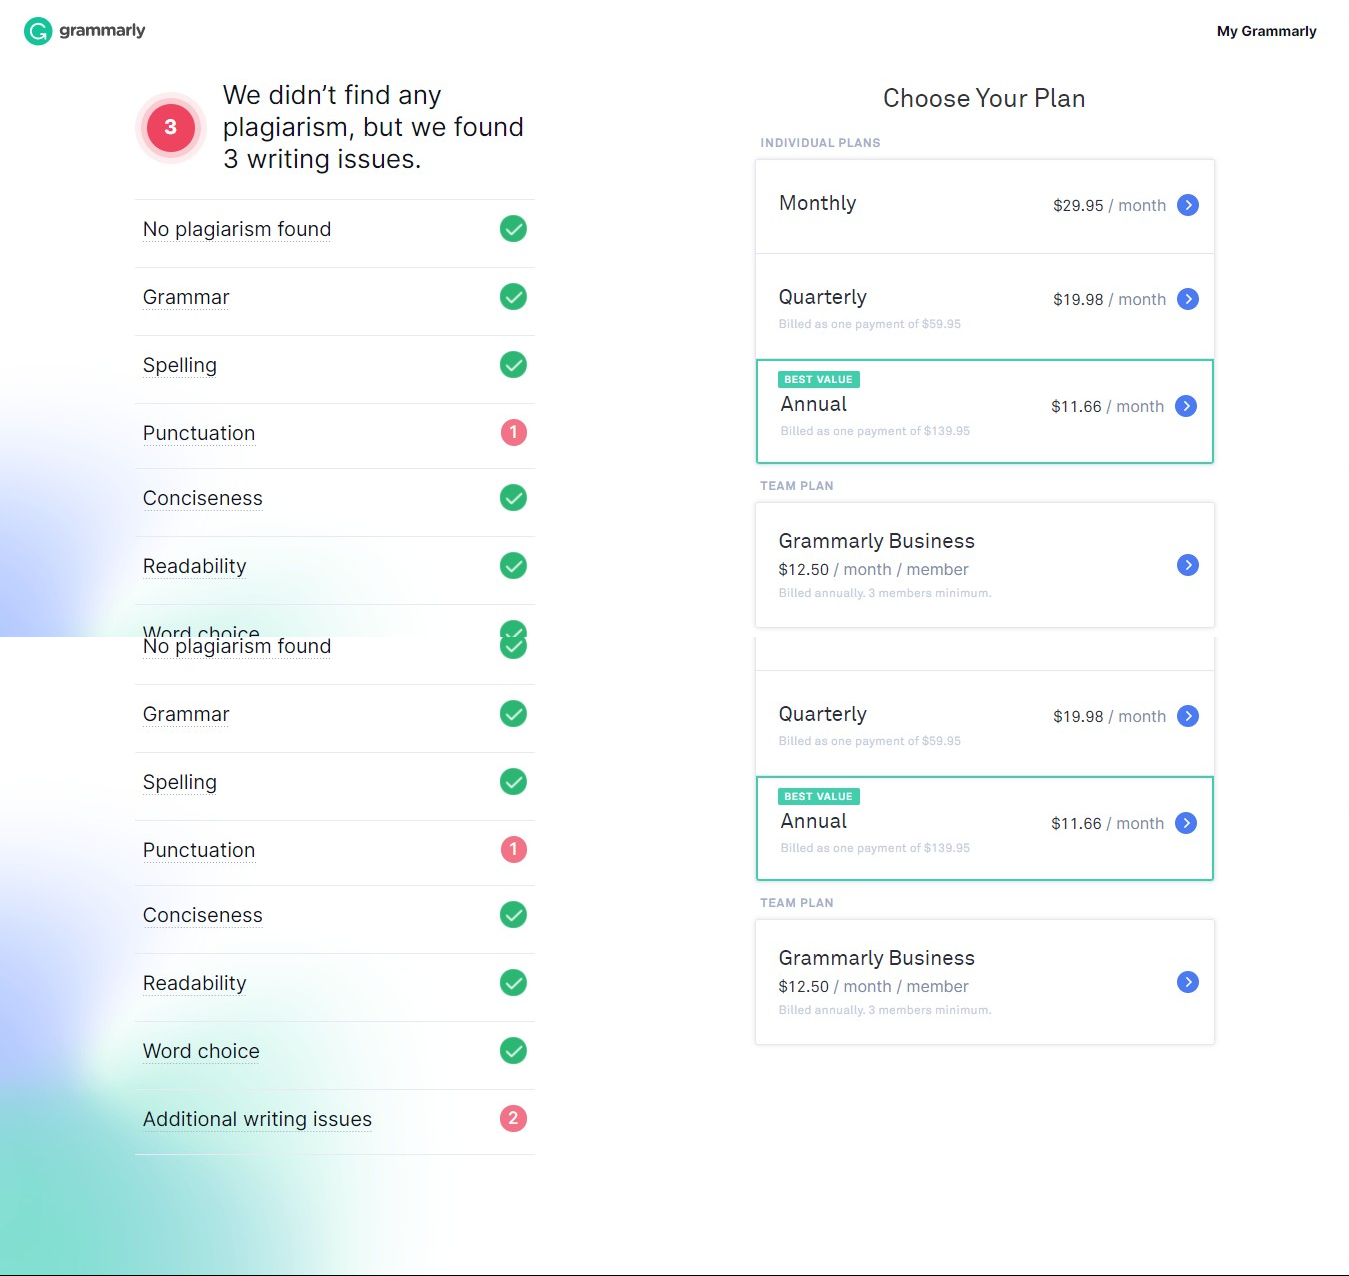 grammarly
My Grammarly
3
We didn’t find any
plagiarism, but we found
3 writing issues.
No plagiarism found
Grammar
Spelling
Punctuation 1
Conciseness
Readability
Word choice
No plagiarism found
Grammar
Spelling
Punctuation 1
Conciseness
Readability
Word choice
Additional writing issues 2
Choose Your Plan
INDIVIDUAL PLANS
Monthly $29.95 / month
Quarterly $19.98 / month
Billed as one payment of $59.95
BEST VALUE
Annual $11.66 / month
Billed as one payment of $139.95
TEAM PLAN
Grammarly Business
$12.50 / month / member
Billed annually. 3 members minimum.
Quarterly $19.98 / month
Billed as one payment of $59.95
BEST VALUE
Annual $11.66 / month
Billed as one payment of $139.95
TEAM PLAN
Grammarly Business
$12.50 / month / member
Billed annually. 3 members minimum.